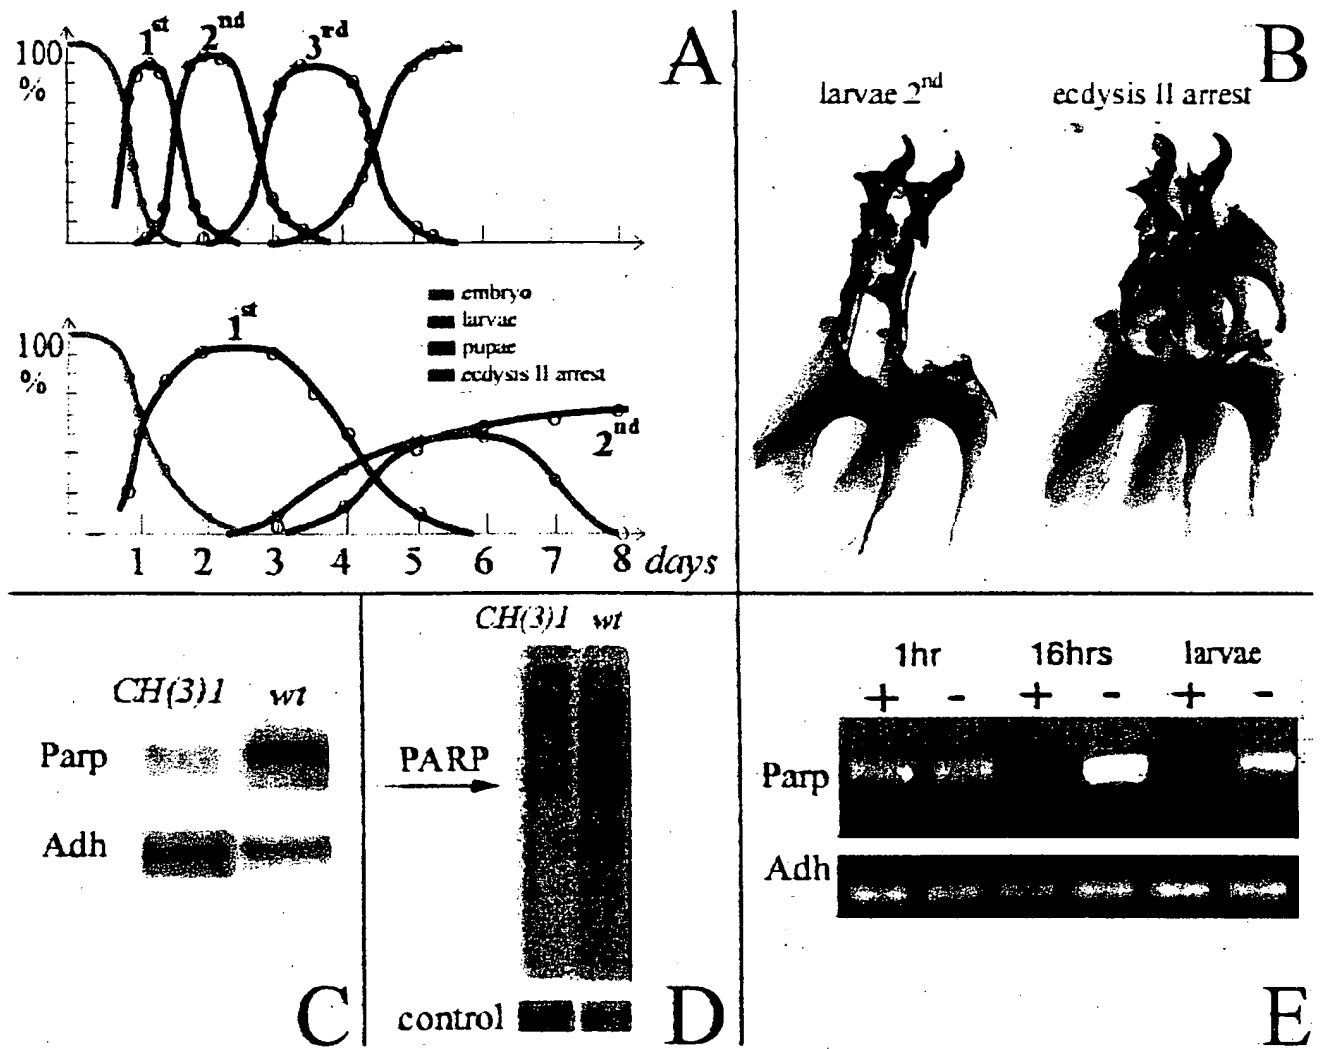 A
1st 2nd 3rd
100
%
embryo
larvae
pupae
ecdysis II arrest
1st
100
%
2nd
1 2 3 4 5 6 7 8 days
B
larvae 2nd
ecdysis II arrest
CH(3)1 wt
Parp
Adh
C
CH(3)1 wt
PARP
control
D
1hr 16hrs larvae
+ - + - + -
Parp
Adh
E